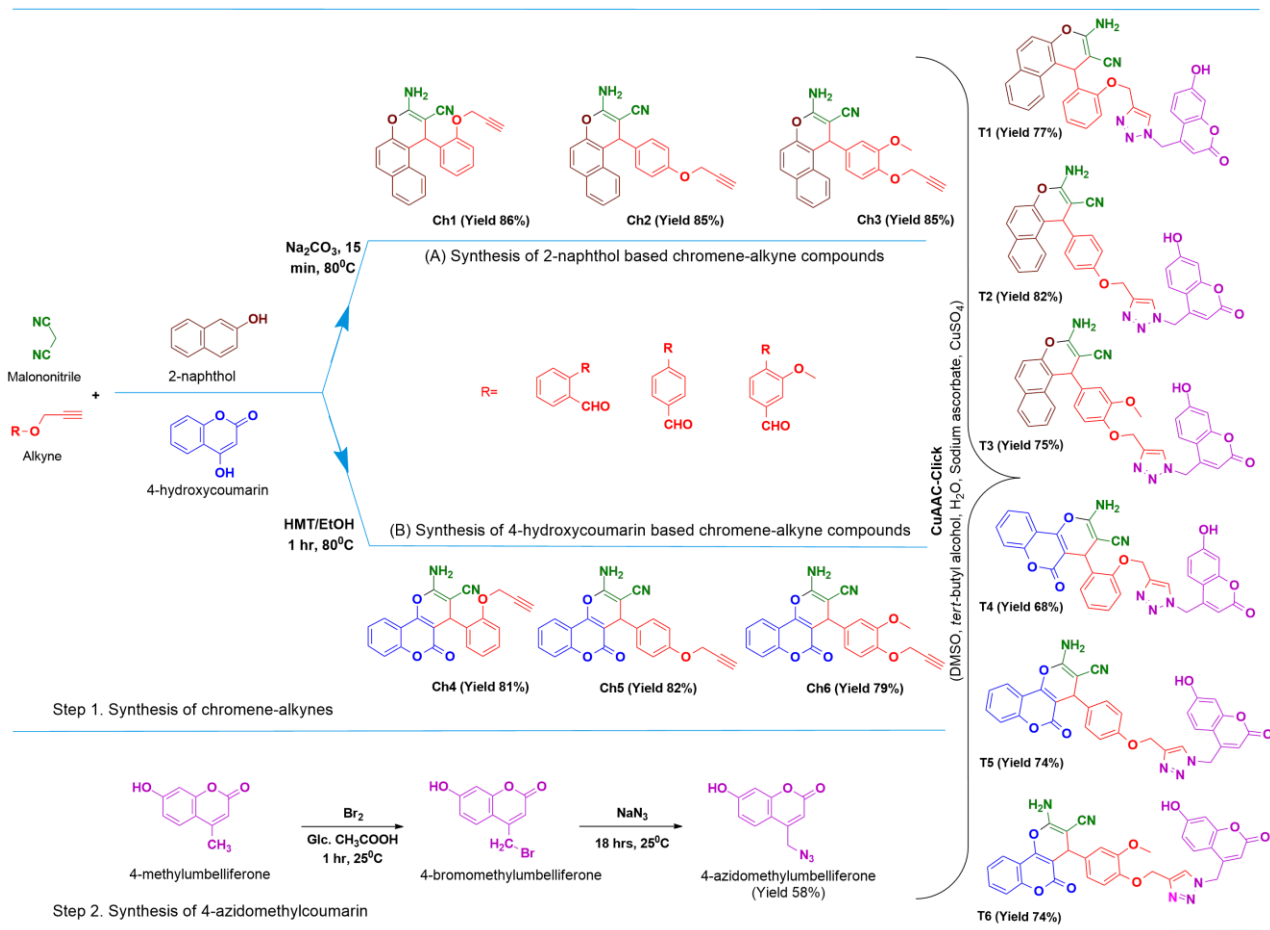 NH₂
CN
O
O
Ch1 (Yield 86%)
NH₂
CN
O
O
Ch2 (Yield 85%)
NH₂
CN
O
O
O
Ch3 (Yield 85%)
Na₂CO₃, 15
min, 80⁰C
(A) Synthesis of 2-naphthol based chromene-alkyne compounds
CN
CN
Malononitrile
+
R
O
Alkyne
OH
2-naphthol
O
O
OH
4-hydroxycoumarin
R=
R
CHO
R
CHO
R
O
CHO
HMT/EtOH
1 hr, 80⁰C
(B) Synthesis of 4-hydroxycoumarin based chromene-alkyne compounds
NH₂
CN
O
O
O
O
Ch4 (Yield 81%)
NH₂
CN
O
O
O
O
Ch5 (Yield 82%)
NH₂
CN
O
O
O
O
O
Ch6 (Yield 79%)
Step 1. Synthesis of chromene-alkynes
HO
O
O
CH₃
4-methylumbelliferone
Br₂
Glc. CH₃COOH
1 hr, 25⁰C
HO
O
O
H₂C
Br
4-bromomethylumbelliferone
NaN₃
18 hrs, 25⁰C
HO
O
O
N₃
4-azidomethylumbelliferone
(Yield 58%)
Step 2. Synthesis of 4-azidomethylcoumarin
CuAAC-Click
(DMSO, tert-butyl alcohol, H₂O, Sodium ascorbate, CuSO₄)
O
NH₂
CN
O
N
N
N
OH
O
O
T1 (Yield 77%)
O
NH₂
CN
O
N
N
N
HO
O
O
T2 (Yield 82%)
O
NH₂
CN
O
O
N
N
N
HO
O
O
T3 (Yield 75%)
O
NH₂
CN
O
O
O
N
N
N
OH
O
O
T4 (Yield 68%)
O
NH₂
CN
O
O
O
N
N
N
HO
O
O
T5 (Yield 74%)
H₂N
O
CN
O
O
O
O
N
N
N
HO
O
O
T6 (Yield 74%)